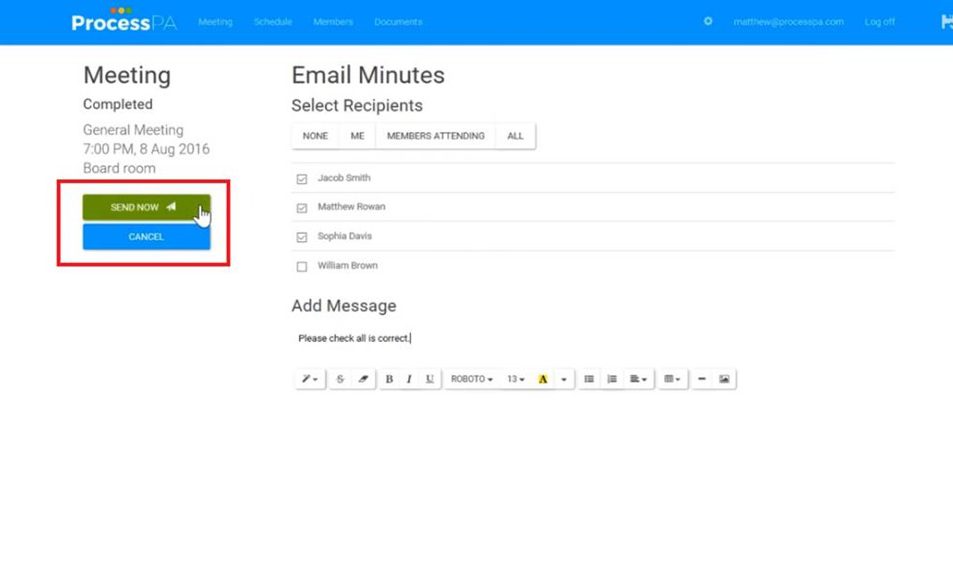 ProcessPA Meeting Schedule Members Documents matthew@processpa.com Log off
Meeting
Completed
General Meeting
7:00 PM, 8 Aug 2016
Board room
SEND NOW
CANCEL
Email Minutes
Select Recipients
NONE ME MEMBERS ATTENDING ALL
Jacob Smith
Matthew Rowan
Sophia Davis
William Brown
Add Message
Please check all is correct.
S B I U ROBOTO 13 A